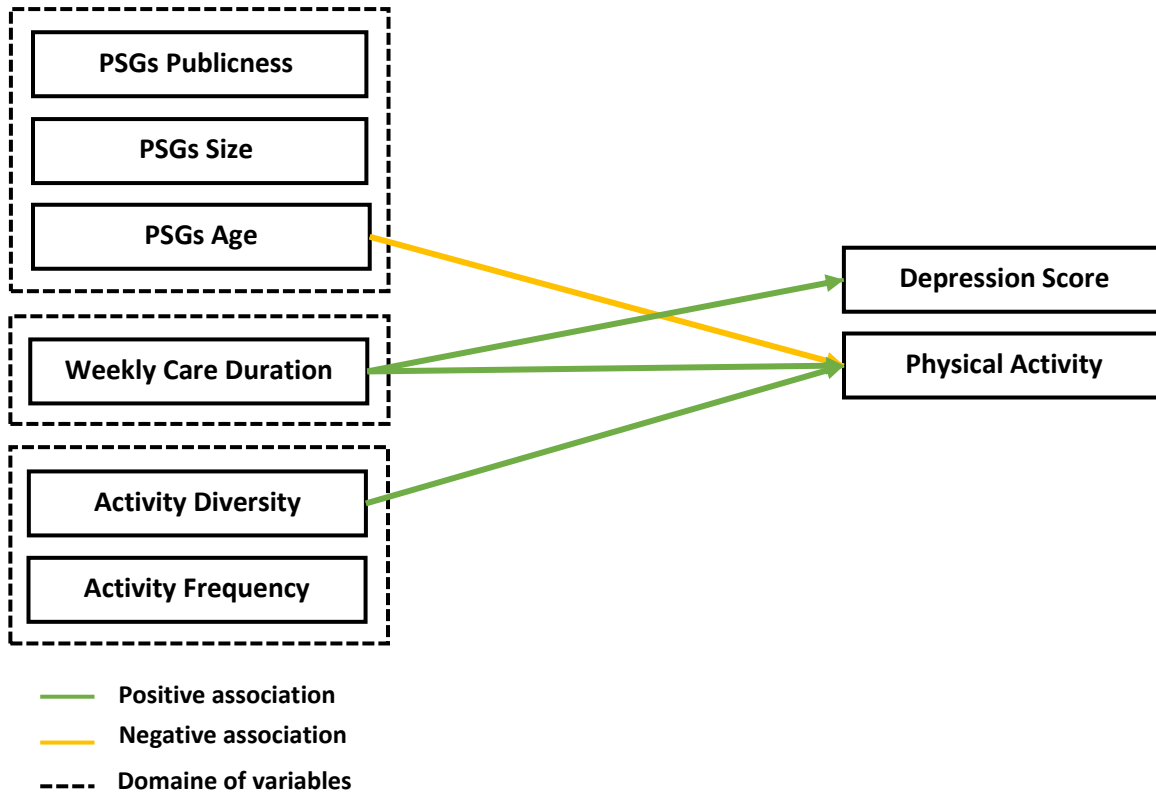 PSGs Publicness
PSGs Size
PSGs Age
Weekly Care Duration
Activity Diversity
Activity Frequency
Depression Score
Physical Activity
Positive association
Negative association
Domaine of variables